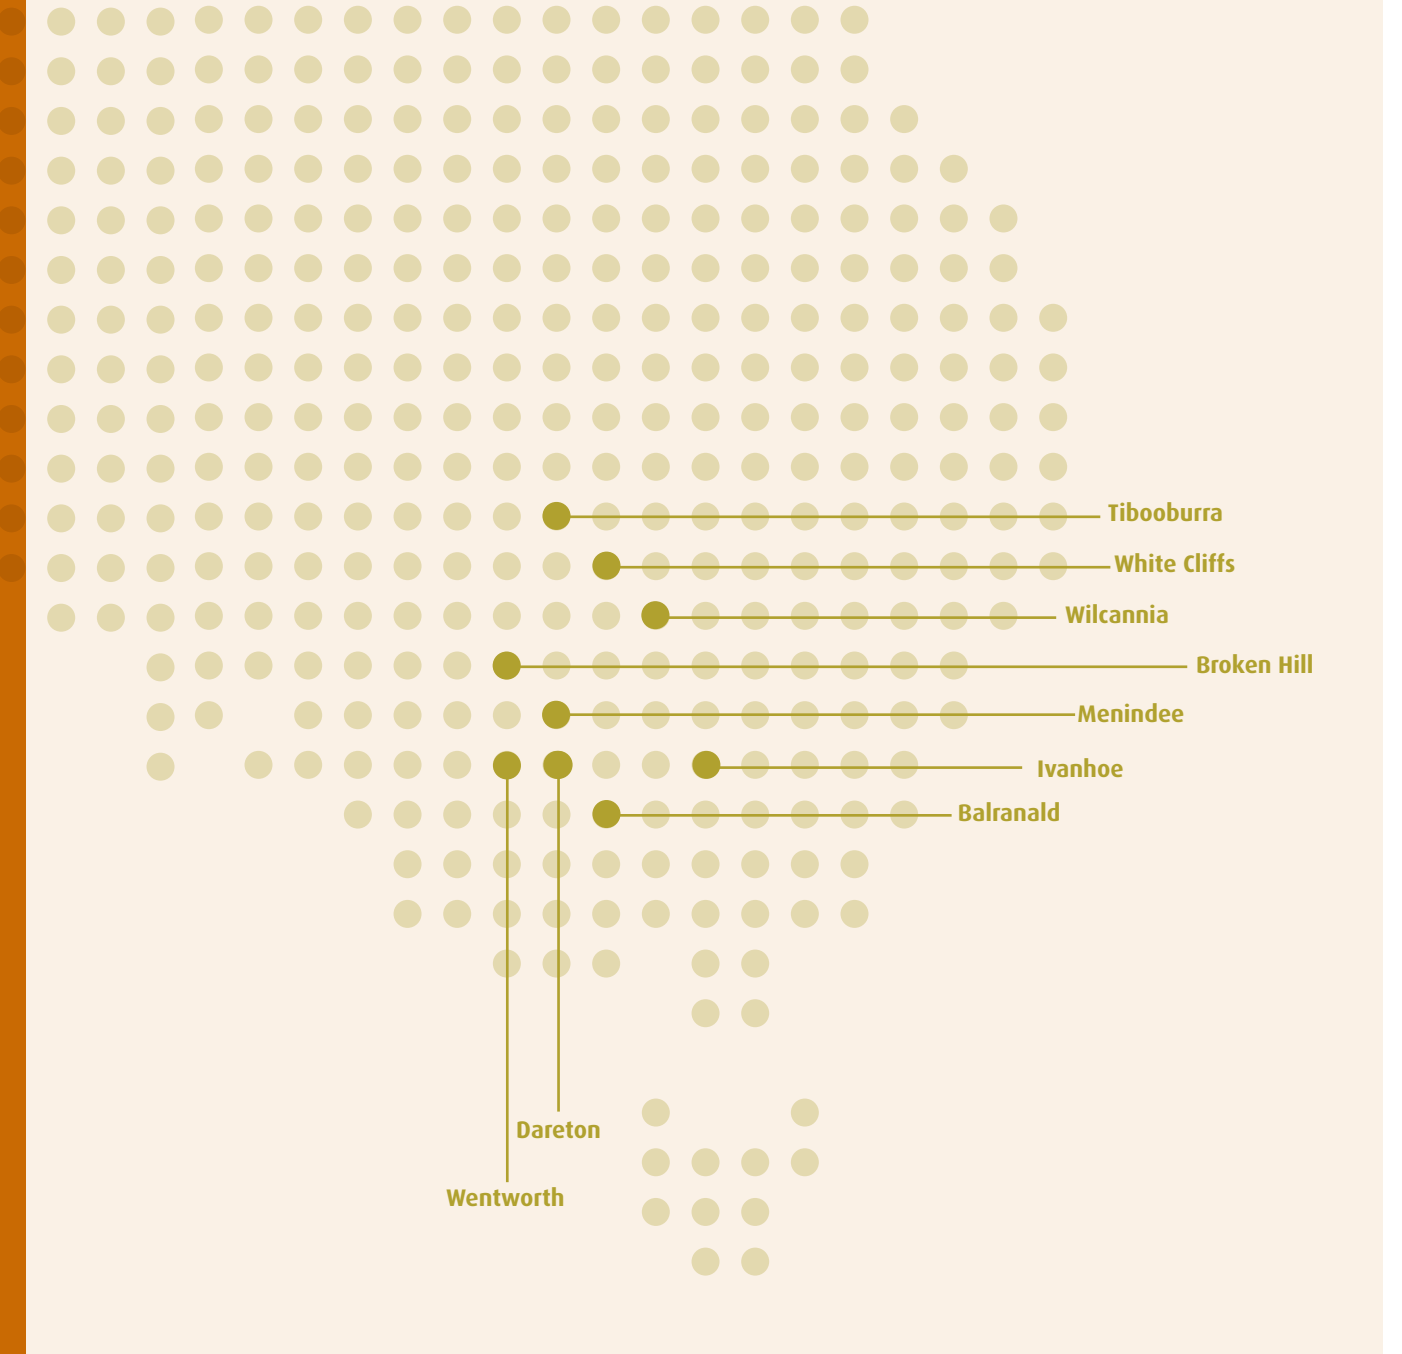 Tibooburra
White Cliffs
Wilcannia
Broken Hill
Menindee
Ivanhoe
Balranald
Dareton
Wentworth